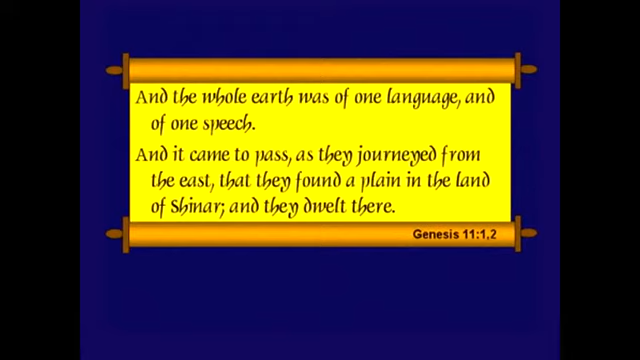 And the whole earth was of one language, and
of one speech.
And it came to pass, as they journeyed from
the east, that they found a plain in the land
of Shinar; and they dwelt there.
Genesis 11:1,2